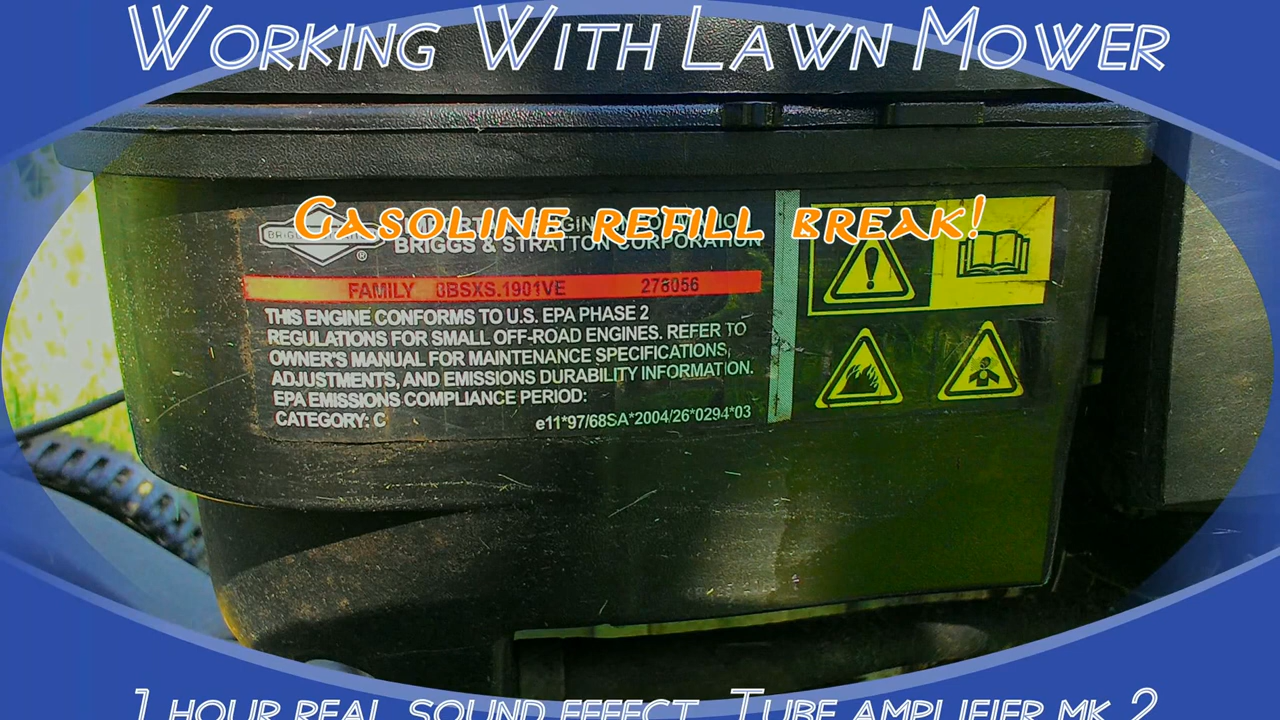 WORKING WITH LAWN MOWER
GASOLINE REFILL BREAK!
BRIGGS & STRATTON CORPORATION
FAMILY 0BSXS.1901VE 276056
THIS ENGINE CONFORMS TO U.S. EPA PHASE 2
REGULATIONS FOR SMALL OFF-ROAD ENGINES. REFER TO
OWNER'S MANUAL FOR MAINTENANCE SPECIFICATIONS,
ADJUSTMENTS, AND EMISSIONS DURABILITY INFORMATION.
EPA EMISSIONS COMPLIANCE PERIOD:
CATEGORY: C
e11*97/68SA*2004/26*0294*03
1 HOUR REAL SOUND EFFECT TUBE AMPLIFIER MK 2